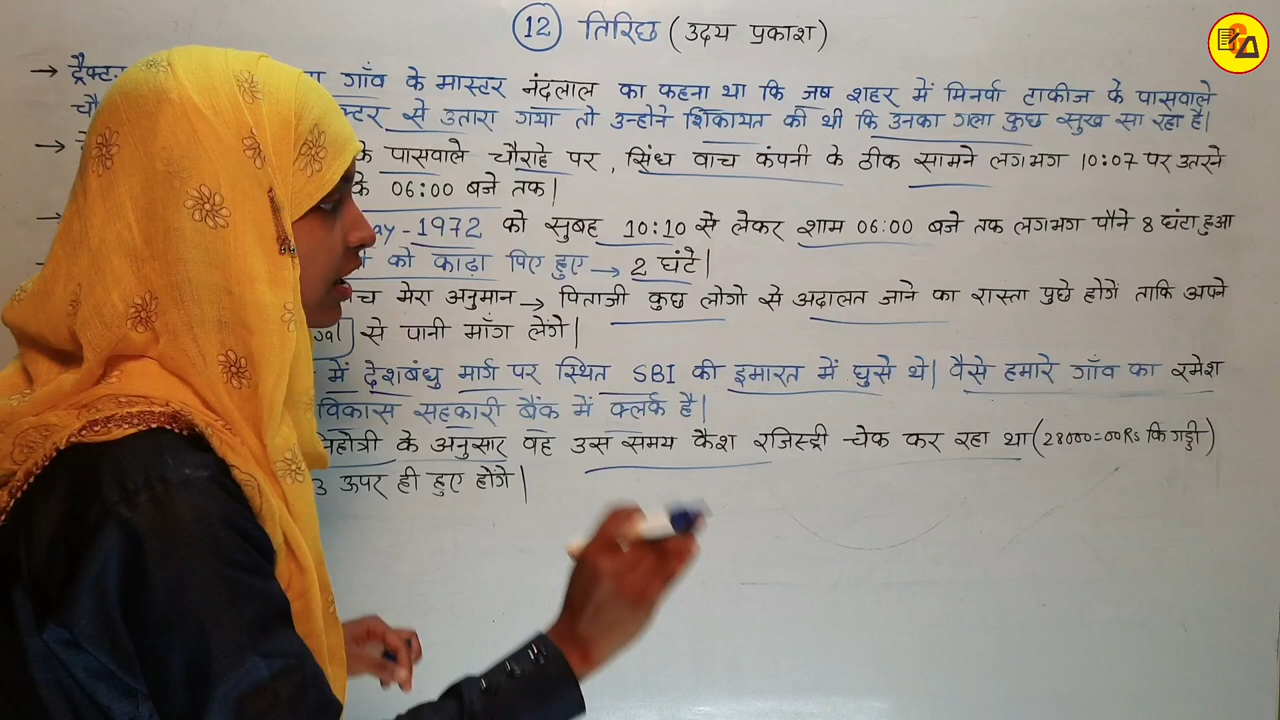 12 तिरिछ (उदय प्रकाश)
→ ट्रैक्ट गाँव के मास्टर नंदलाल का कहना था कि जब शहर में मिनर्पा टाकीज के पासवाले
चौ से उतारा गया तो उन्होने शिकायत की थी कि उनका गला कुछ सुख सा रहा है।
→ के पासवाले चौराहे पर, सिंध वाच कंपनी के ठीक सामने लगभग 10:07 पर उतरने
के 06:00 बजे तक।
→ ay-1972 को सुबह 10:10 से लेकर शाम 06:00 बजे तक लगभग पौने 8 घंटा हुआ
को काढ़ा पिए हुए → 2 घंटे।
च मेरा अनुमान → पिताजी कुछ लोगो से अदालत जाने का रास्ता पुछे होगें ताकि अपने
से पानी माँग लेंगे।
में देशबंधु मार्ग पर स्थित SBI की इमारत में घुसे थे। वैसे हमारे गाँव का रमेश
विकास सहकारी बैंक में क्लर्क है।
नेहोत्री के अनुसार वह उस समय कैश रजिस्ट्री चेक कर रहा था (28000=00Rs कि गड्डी)
3 ऊपर ही हुए होंगे।